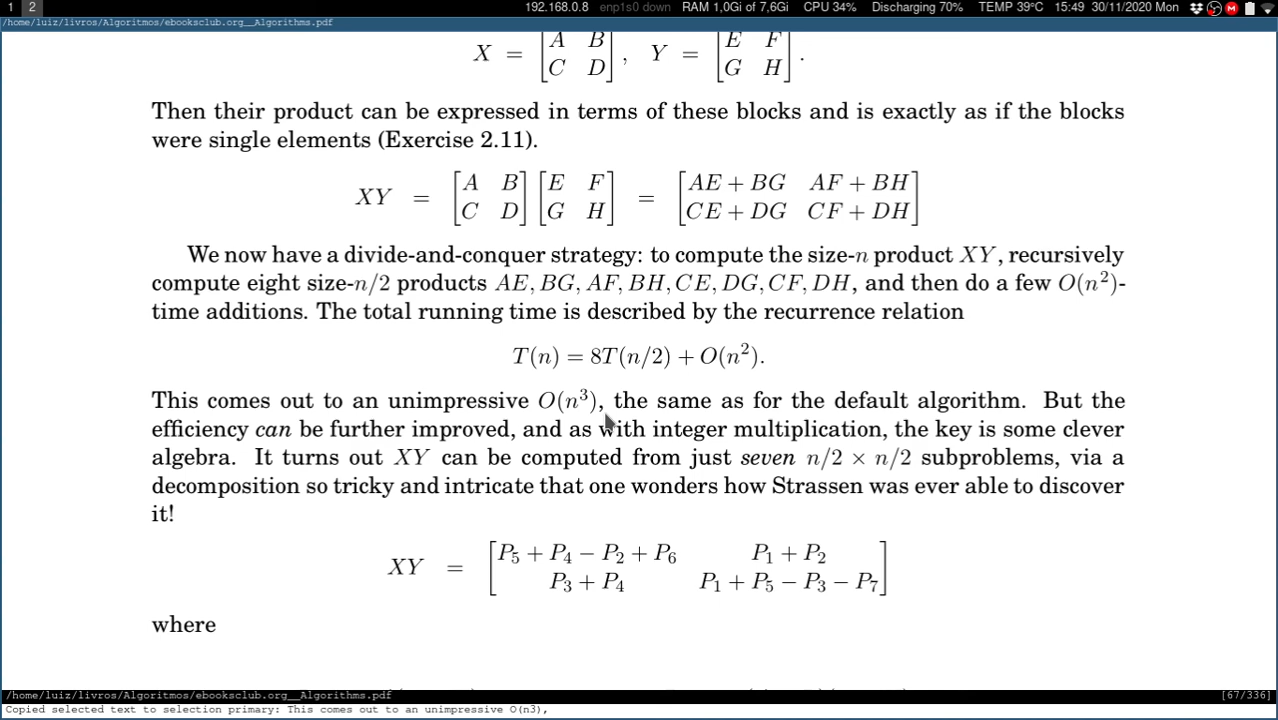 1 2 192.168.0.8 enp1s0 down RAM 1,0Gi of 7,6Gi CPU 34% Discharging 70% TEMP 39°C 15:49 30/11/2020 Mon
/home/luiz/livros/Algoritmos/ebooksclub.org__Algorithms.pdf
X = [A B; C D], Y = [E F; G H].
Then their product can be expressed in terms of these blocks and is exactly as if the blocks
were single elements (Exercise 2.11).
XY = [A B; C D] [E F; G H] = [AE + BG AF + BH; CE + DG CF + DH]
We now have a divide-and-conquer strategy: to compute the size-n product XY, recursively
compute eight size-n/2 products AE, BG, AF, BH, CE, DG, CF, DH, and then do a few O(n²)-
time additions. The total running time is described by the recurrence relation
T(n) = 8T(n/2) + O(n²).
This comes out to an unimpressive O(n³), the same as for the default algorithm. But the
efficiency can be further improved, and as with integer multiplication, the key is some clever
algebra. It turns out XY can be computed from just seven n/2 × n/2 subproblems, via a
decomposition so tricky and intricate that one wonders how Strassen was ever able to discover
it!
XY = [P₅ + P₄ − P₂ + P₆ P₁ + P₂; P₃ + P₄ P₁ + P₅ − P₃ − P₇]
where
/home/luiz/livros/Algoritmos/ebooksclub.org__Algorithms.pdf [67/336]
Copied selected text to selection primary: This comes out to an unimpressive O(n3),